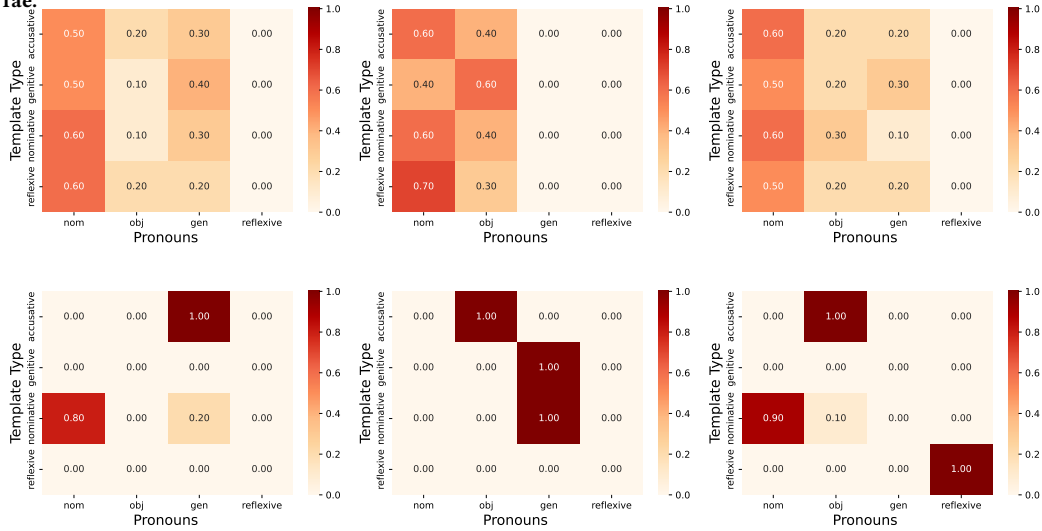 Template Type
accusative 0.50 0.20 0.30 0.00
genitive 0.50 0.10 0.40 0.00
nominative 0.60 0.10 0.30 0.00
reflexive 0.60 0.20 0.20 0.00
nom obj gen reflexive
Pronouns
1.0
0.8
0.6
0.4
0.2
0.0
Template Type
accusative 0.60 0.40 0.00 0.00
genitive 0.40 0.60 0.00 0.00
nominative 0.60 0.40 0.00 0.00
reflexive 0.70 0.30 0.00 0.00
nom obj gen reflexive
Pronouns
1.0
0.8
0.6
0.4
0.2
0.0
Template Type
accusative 0.60 0.20 0.20 0.00
genitive 0.50 0.20 0.30 0.00
nominative 0.60 0.30 0.10 0.00
reflexive 0.50 0.20 0.20 0.00
nom obj gen reflexive
Pronouns
1.0
0.8
0.6
0.4
0.2
0.0
Template Type
accusative 0.00 0.00 1.00 0.00
genitive 0.00 0.00 0.00 0.00
nominative 0.80 0.00 0.20 0.00
reflexive 0.00 0.00 0.00 0.00
nom obj gen reflexive
Pronouns
1.0
0.8
0.6
0.4
0.2
0.0
Template Type
accusative 0.00 1.00 0.00 0.00
genitive 0.00 0.00 1.00 0.00
nominative 0.00 0.00 1.00 0.00
reflexive 0.00 0.00 0.00 0.00
nom obj gen reflexive
Pronouns
1.0
0.8
0.6
0.4
0.2
0.0
Template Type
accusative 0.00 1.00 0.00 0.00
genitive 0.00 0.00 0.00 0.00
nominative 0.90 0.10 0.00 0.00
reflexive 0.00 0.00 0.00 1.00
nom obj gen reflexive
Pronouns
1.0
0.8
0.6
0.4
0.2
0.0